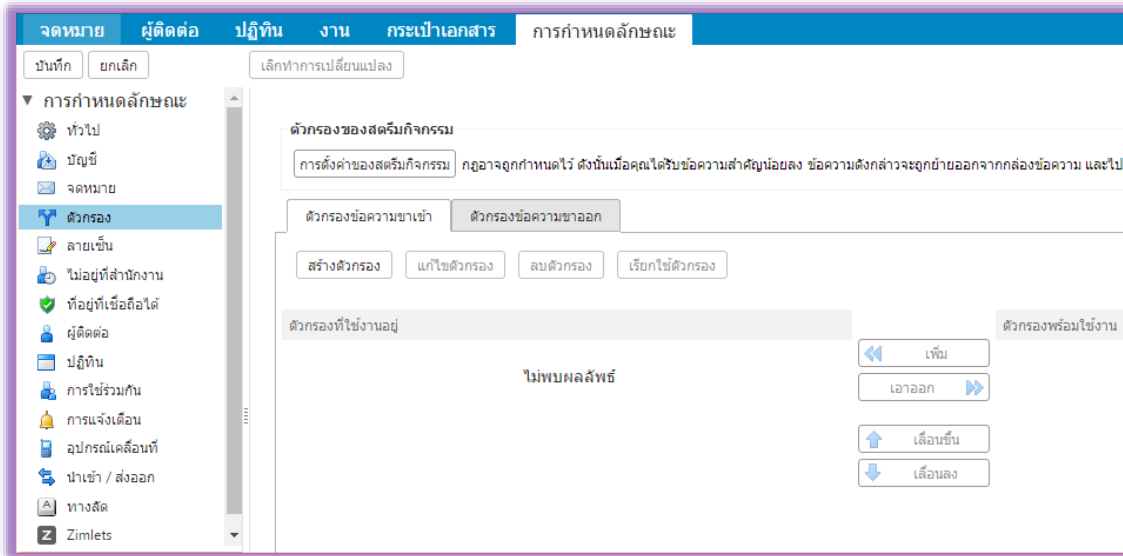 จดหมาย ผู้ติดต่อ ปฏิทิน งาน กระเป๋าเอกสาร การกำหนดลักษณะ
บันทึก ยกเลิก เลิกทำการเปลี่ยนแปลง
การกำหนดลักษณะ
ทั่วไป
บัญชี
จดหมาย
ตัวกรอง
ลายเซ็น
ไม่อยู่ที่สำนักงาน
ที่อยู่ที่เชื่อถือได้
ผู้ติดต่อ
ปฏิทิน
การใช้ร่วมกัน
การแจ้งเตือน
อุปกรณ์เคลื่อนที่
นำเข้า / ส่งออก
ทางลัด
Zimlets
ตัวกรองของสตรีมกิจกรรม
การตั้งค่าของสตรีมกิจกรรม กฎอาจถูกกำหนดไว้ ดังนั้นเมื่อคุณได้รับข้อความสำคัญน้อยลง ข้อความดังกล่าวจะถูกย้ายออกจากกล่องข้อความ และไป
ตัวกรองข้อความขาเข้า ตัวกรองข้อความขาออก
สร้างตัวกรอง แก้ไขตัวกรอง ลบตัวกรอง เรียกใช้ตัวกรอง
ตัวกรองที่ใช้งานอยู่ ตัวกรองพร้อมใช้งาน
ไม่พบผลลัพธ์
เพิ่ม
เอาออก
เลื่อนขึ้น
เลื่อนลง